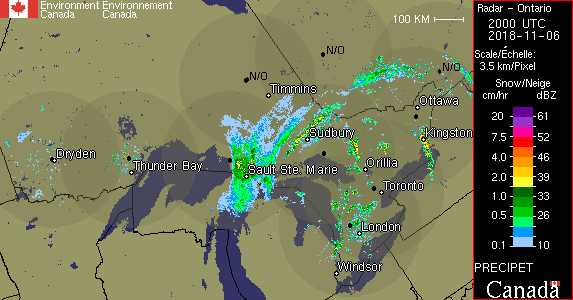 Environment Environnement
Canada Canada
100 KM
N/O
N/O
N/O
Timmins
Ottawa
Sudbury
Kingston
Dryden
Thunder Bay
Sault Ste. Marie
Orillia
Toronto
London
Windsor
Radar - Ontario
2000 UTC
2018-11-06
Scale/Échelle:
3.5 km/Pixel
Snow/Neige
cm/hr dBZ
20 61
7.5 52
4.0 46
2.0 39
1.0 33
0.5 26
0.1 10
PRECIPET
Canada